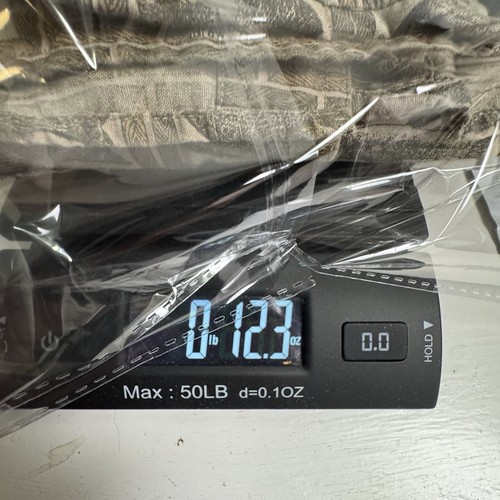 0 lb 12.3 oz
0.0
HOLD ▼
Max : 50LB d=0.1OZ